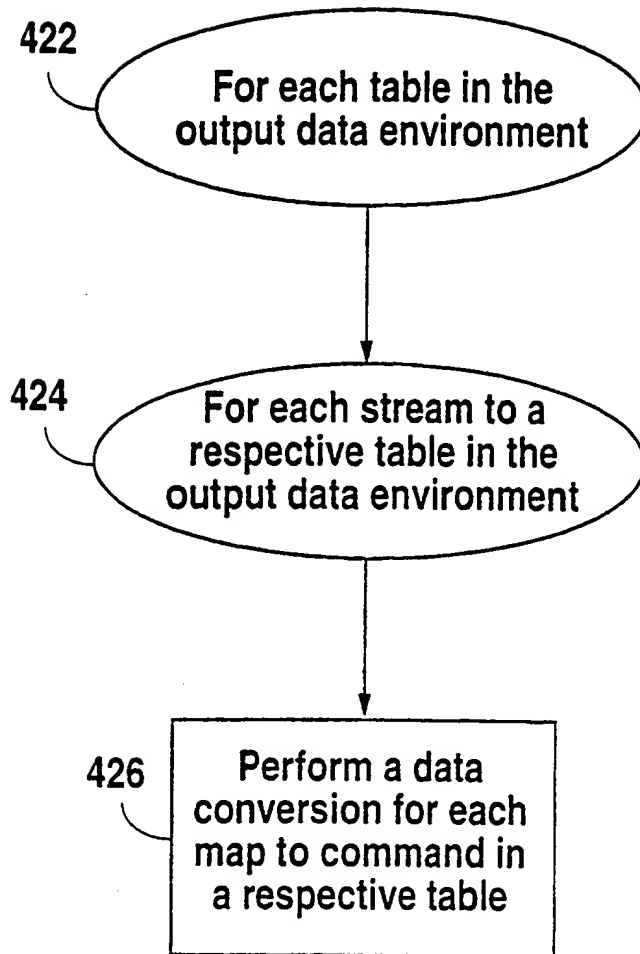 422
For each table in the
output data environment
424
For each stream to a
respective table in the
output data environment
426
Perform a data
conversion for each
map to command in
a respective table